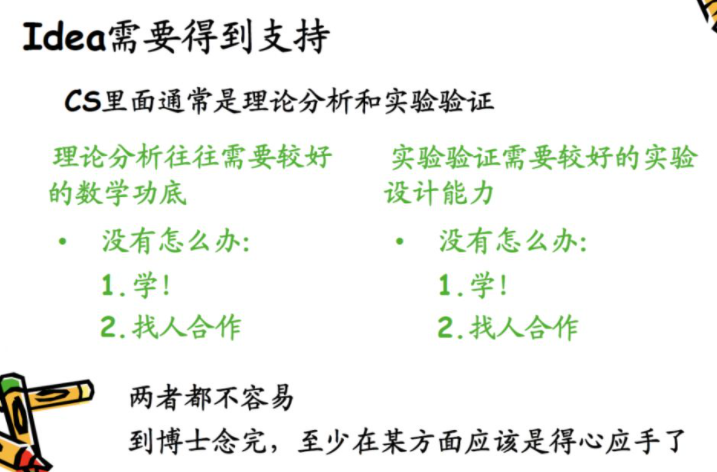 Idea需要得到支持
CS里面通常是理论分析和实验验证
理论分析往往需要较好
的数学功底
• 没有怎么办:
1.学!
2.找人合作
实验验证需要较好的实验
设计能力
• 没有怎么办:
1.学!
2.找人合作
两者都不容易
到博士念完，至少在某方面应该是得心应手了